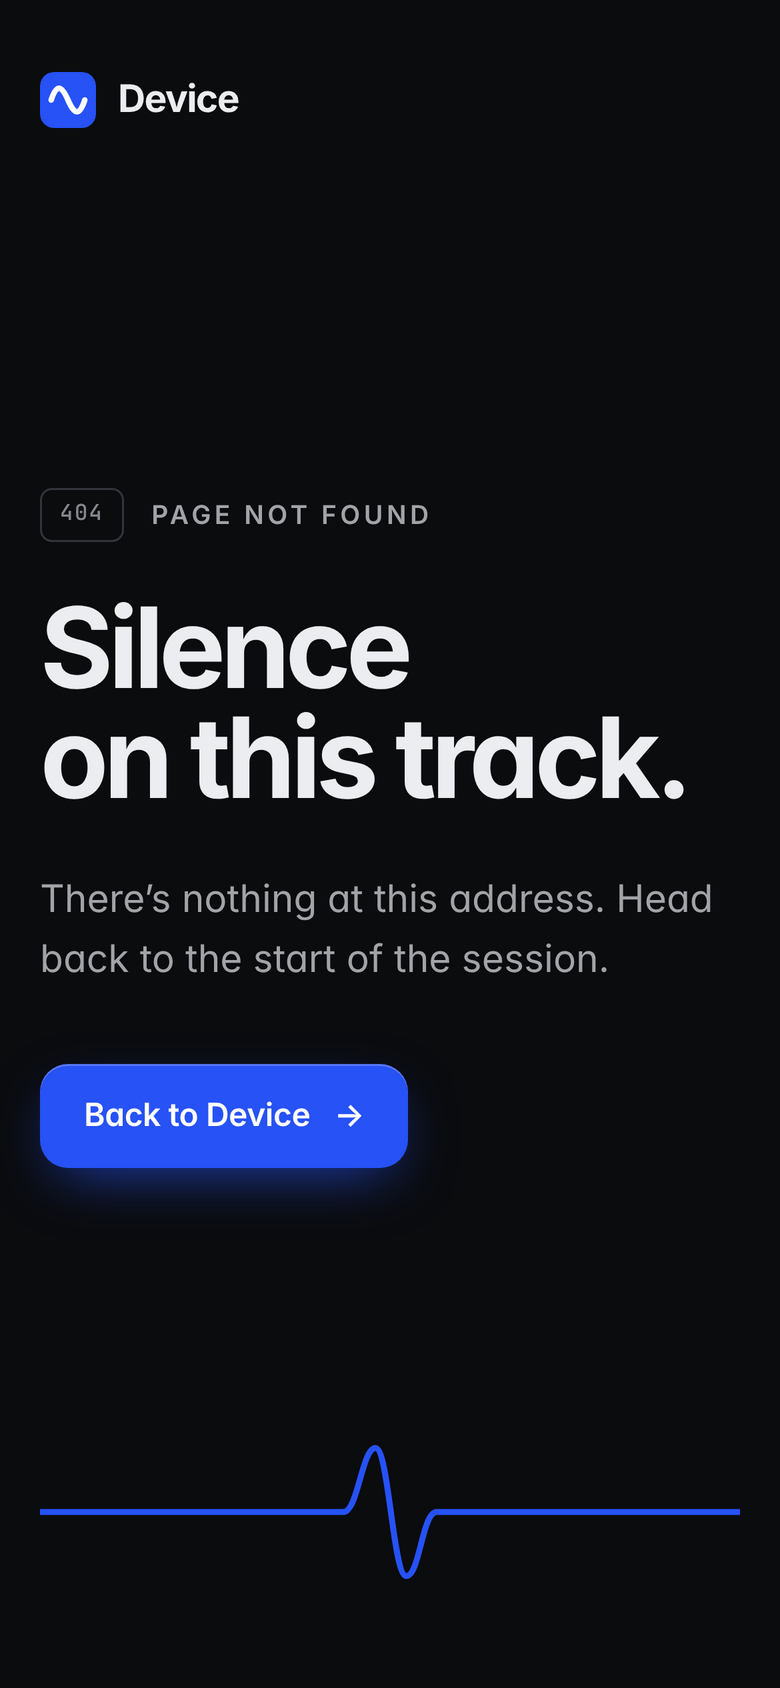 Device
404 PAGE NOT FOUND
Silence
on this track.
There’s nothing at this address. Head
back to the start of the session.
Back to Device →